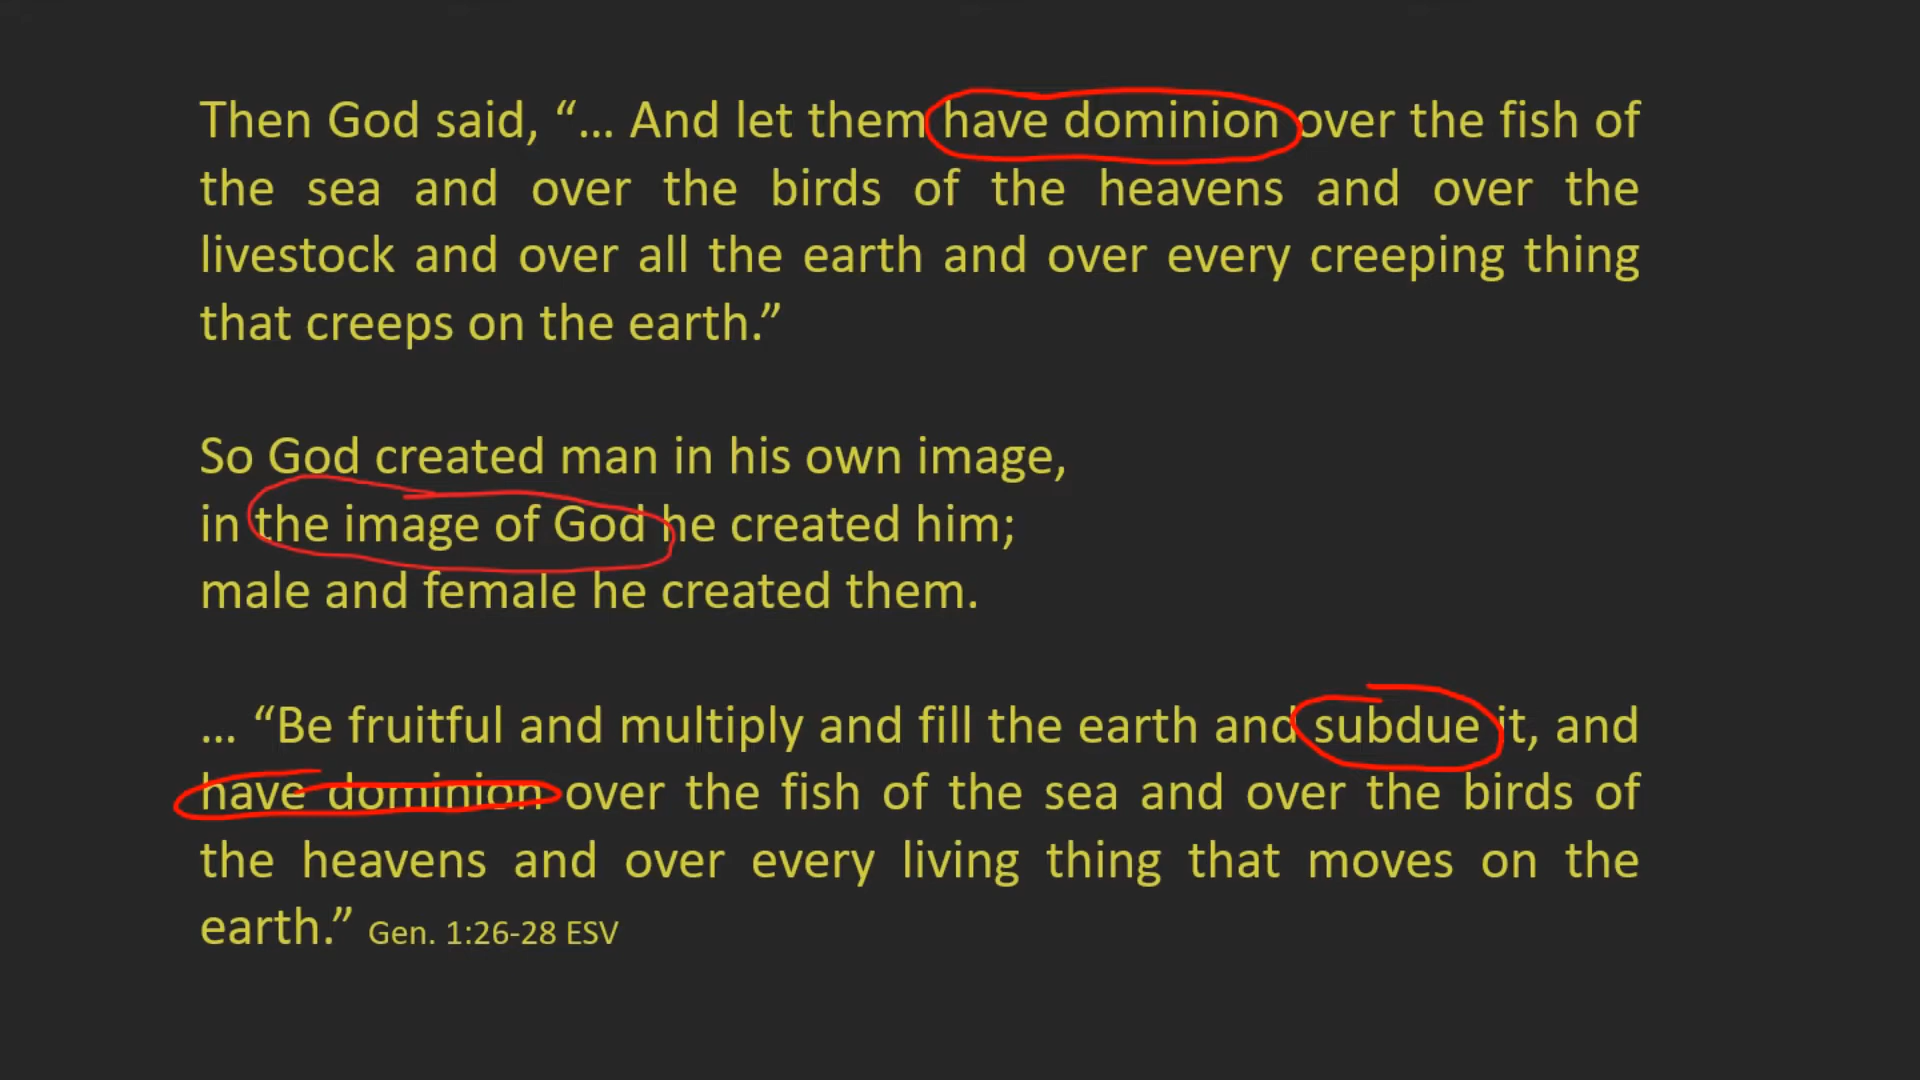 Then God said, “... And let them have dominion over the fish of
the sea and over the birds of the heavens and over the
livestock and over all the earth and over every creeping thing
that creeps on the earth.”
So God created man in his own image,
in the image of God he created him;
male and female he created them.
... “Be fruitful and multiply and fill the earth and subdue it, and
have dominion over the fish of the sea and over the birds of
the heavens and over every living thing that moves on the
earth.” Gen. 1:26-28 ESV